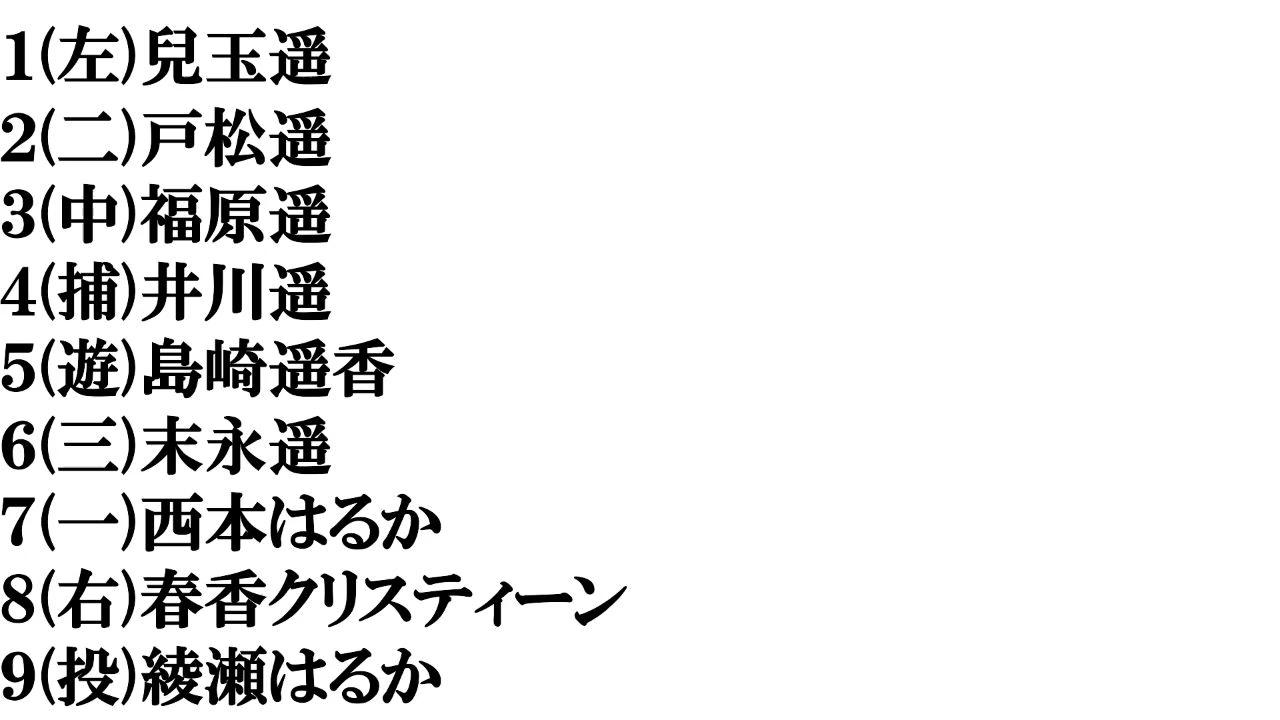 1(左)兒玉遥
2(二)戸松遥
3(中)福原遥
4(捕)井川遥
5(遊)島崎遥香
6(三)末永遥
7(一)西本はるか
8(右)春香クリスティーン
9(投)綾瀬はるか